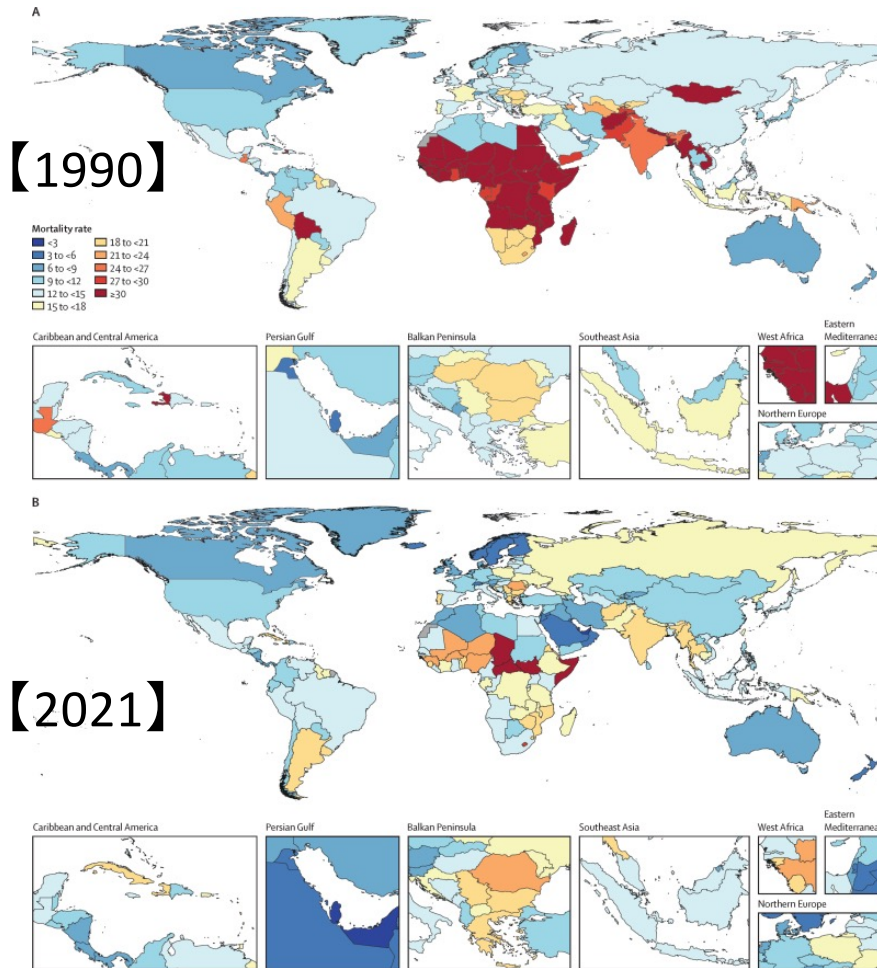 A
【1990】
Mortality rate
<3
3 to <6
6 to <9
9 to <12
12 to <15
15 to <18
18 to <21
21 to <24
24 to <27
27 to <30
≥30
Caribbean and Central America
Persian Gulf
Balkan Peninsula
Southeast Asia
West Africa
Eastern
Mediterranean
Northern Europe
B
【2021】
Caribbean and Central America
Persian Gulf
Balkan Peninsula
Southeast Asia
West Africa
Eastern
Mediterranean
Northern Europe